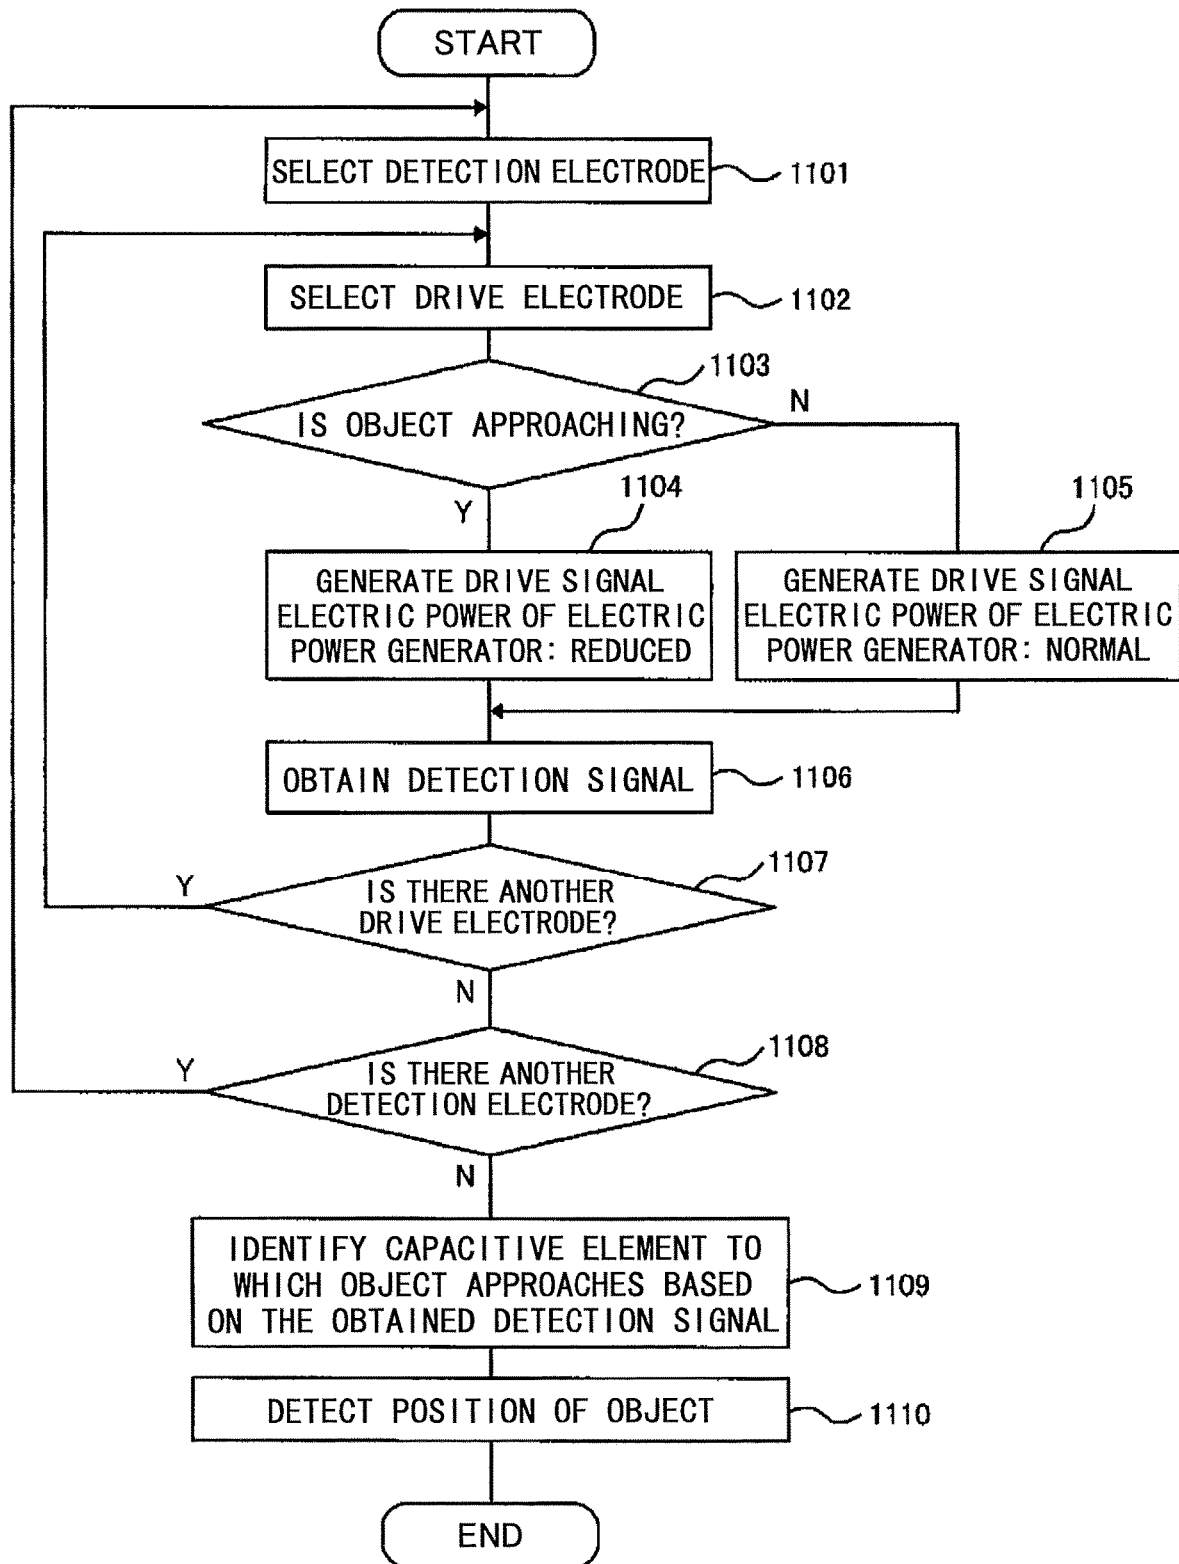 START
SELECT DETECTION ELECTRODE
1101
SELECT DRIVE ELECTRODE
1102
1103
IS OBJECT APPROACHING?
N
Y
1104
1105
GENERATE DRIVE SIGNAL
ELECTRIC POWER OF ELECTRIC
POWER GENERATOR: REDUCED
GENERATE DRIVE SIGNAL
ELECTRIC POWER OF ELECTRIC
POWER GENERATOR: NORMAL
OBTAIN DETECTION SIGNAL
1106
1107
Y
IS THERE ANOTHER
DRIVE ELECTRODE?
N
1108
Y
IS THERE ANOTHER
DETECTION ELECTRODE?
N
IDENTIFY CAPACITIVE ELEMENT TO
WHICH OBJECT APPROACHES BASED
ON THE OBTAINED DETECTION SIGNAL
1109
DETECT POSITION OF OBJECT
1110
END